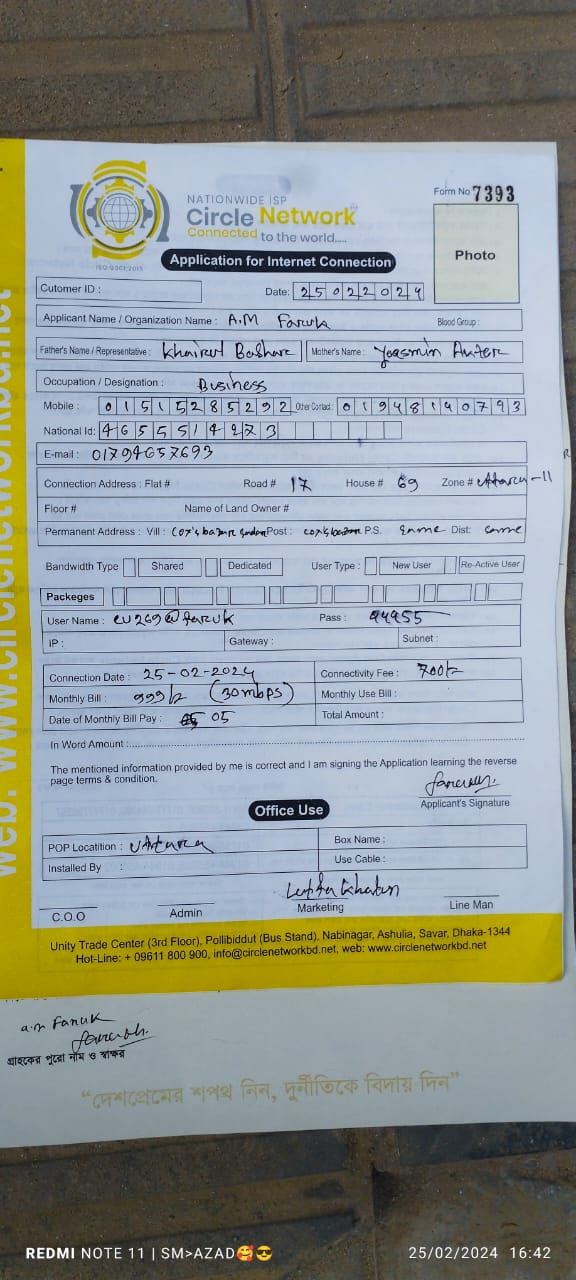 NATIONWIDE ISP
Circle Network
Connected to the world.....
ISO-9001:2015
Form No 7393
Photo
Application for Internet Connection
Cutomer ID :
Date: 25022024
Applicant Name / Organization Name : A.M Faruk Blood Group :
Father's Name / Representative : Khairul Bashar Mother's Name : Yeasmin Akter
Occupation / Designation : Business
Mobile : 01515285292 Other Contact : 01948140793
National Id: 4655514273
E-mail : 01794657693
Connection Address : Flat # Road # 17 House # 69 Zone # Uttara-11
Floor # Name of Land Owner #
Permanent Address : Vill : Cox's bazar sadar Post : cox's bazar P.S. same Dist: same
Bandwidth Type Shared Dedicated User Type : New User Re-Active User
Packeges
User Name : cu269@faruk Pass : 44955
IP : Gateway : Subnet :
Connection Date : 25-02-2024 Connectivity Fee : 700/=
Monthly Bill : 999/= (30mbps) Monthly Use Bill :
Date of Monthly Bill Pay : 05 Total Amount :
In Word Amount :
The mentioned information provided by me is correct and I am signing the Application learning the reverse
page terms & condition.
Applicant's Signature
Office Use
POP Locatition : Uttara Box Name :
Installed By : Use Cable :
Lutfa Khatun
C.O.O Admin Marketing Line Man
Unity Trade Center (3rd Floor), Pollibiddut (Bus Stand), Nabinagar, Ashulia, Savar, Dhaka-1344
Hot-Line: + 09611 800 900, info@circlenetworkbd.net, web: www.circlenetworkbd.net
web: www.circlenetworkbd.net
a.m Faruk
গ্রাহকের পুরো নাম ও স্বাক্ষর
“দেশপ্রেমের শপথ নিন, দুর্নীতিকে বিদায় দিন”
REDMI NOTE 11 | SM>AZAD🥰😎 25/02/2024 16:42